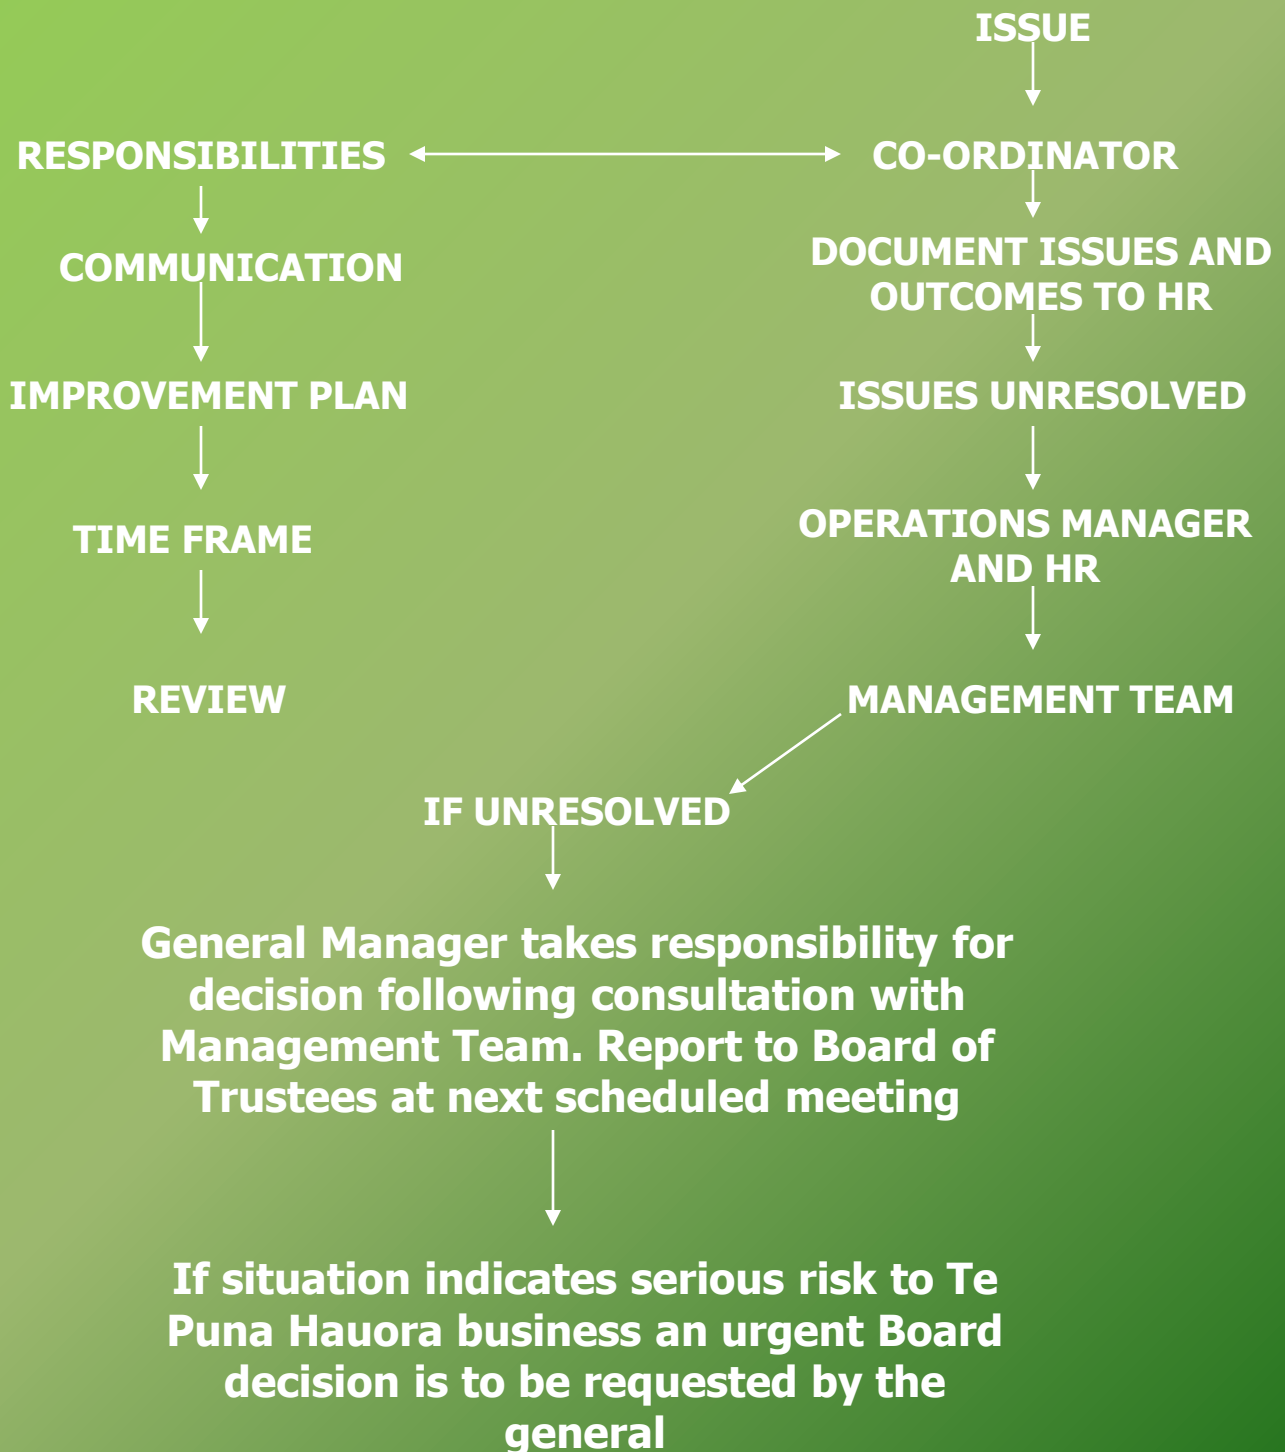 ISSUE
RESPONSIBILITIES
CO-ORDINATOR
COMMUNICATION
DOCUMENT ISSUES AND
OUTCOMES TO HR
IMPROVEMENT PLAN
ISSUES UNRESOLVED
TIME FRAME
OPERATIONS MANAGER
AND HR
REVIEW
MANAGEMENT TEAM
IF UNRESOLVED
General Manager takes responsibility for
decision following consultation with
Management Team. Report to Board of
Trustees at next scheduled meeting
If situation indicates serious risk to Te
Puna Hauora business an urgent Board
decision is to be requested by the
general